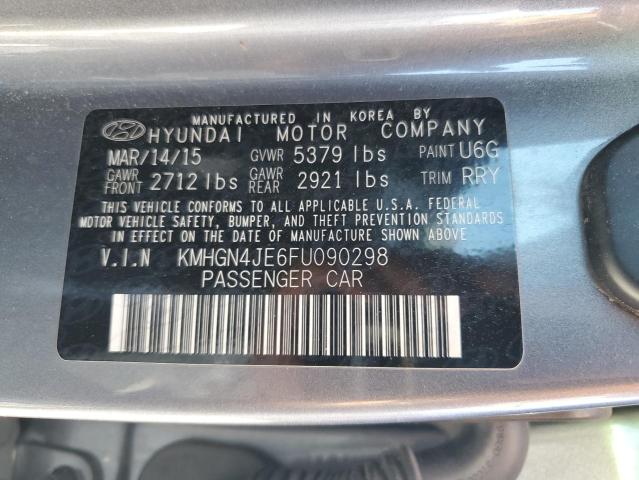 MANUFACTURED IN KOREA BY
HYUNDAI MOTOR COMPANY
MAR/14/15 GVWR 5379 lbs PAINT U6G
GAWR FRONT 2712 lbs GAWR REAR 2921 lbs TRIM RRY
THIS VEHICLE CONFORMS TO ALL APPLICABLE U.S.A. FEDERAL
MOTOR VEHICLE SAFETY, BUMPER, AND THEFT PREVENTION STANDARDS
IN EFFECT ON THE DATE OF MANUFACTURE SHOWN ABOVE
V.I.N KMHGN4JE6FU090298
PASSENGER CAR